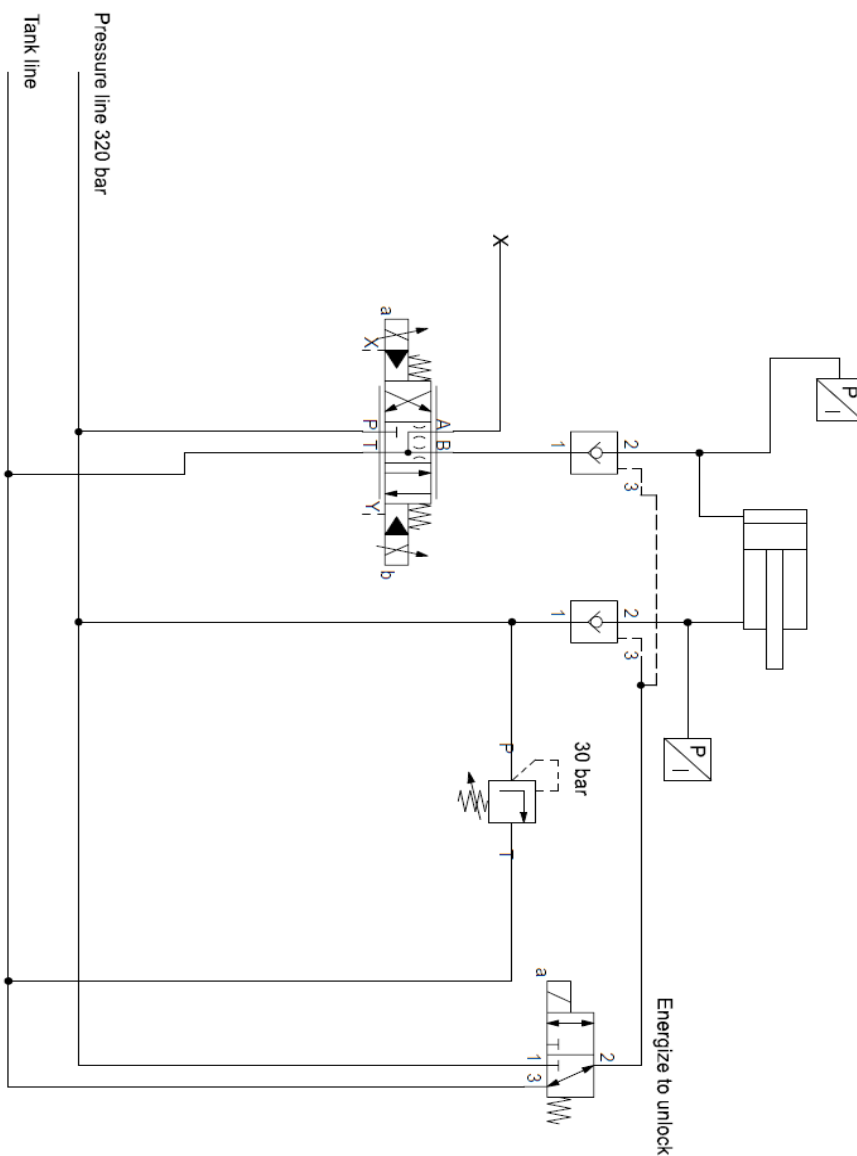 Tank line
Pressure line 320 bar
X
a
X
P
T
A
B
Y
b
1
2
3
P
I
1
2
3
P
I
P
T
30 bar
a
1
3
2
Energize to unlock